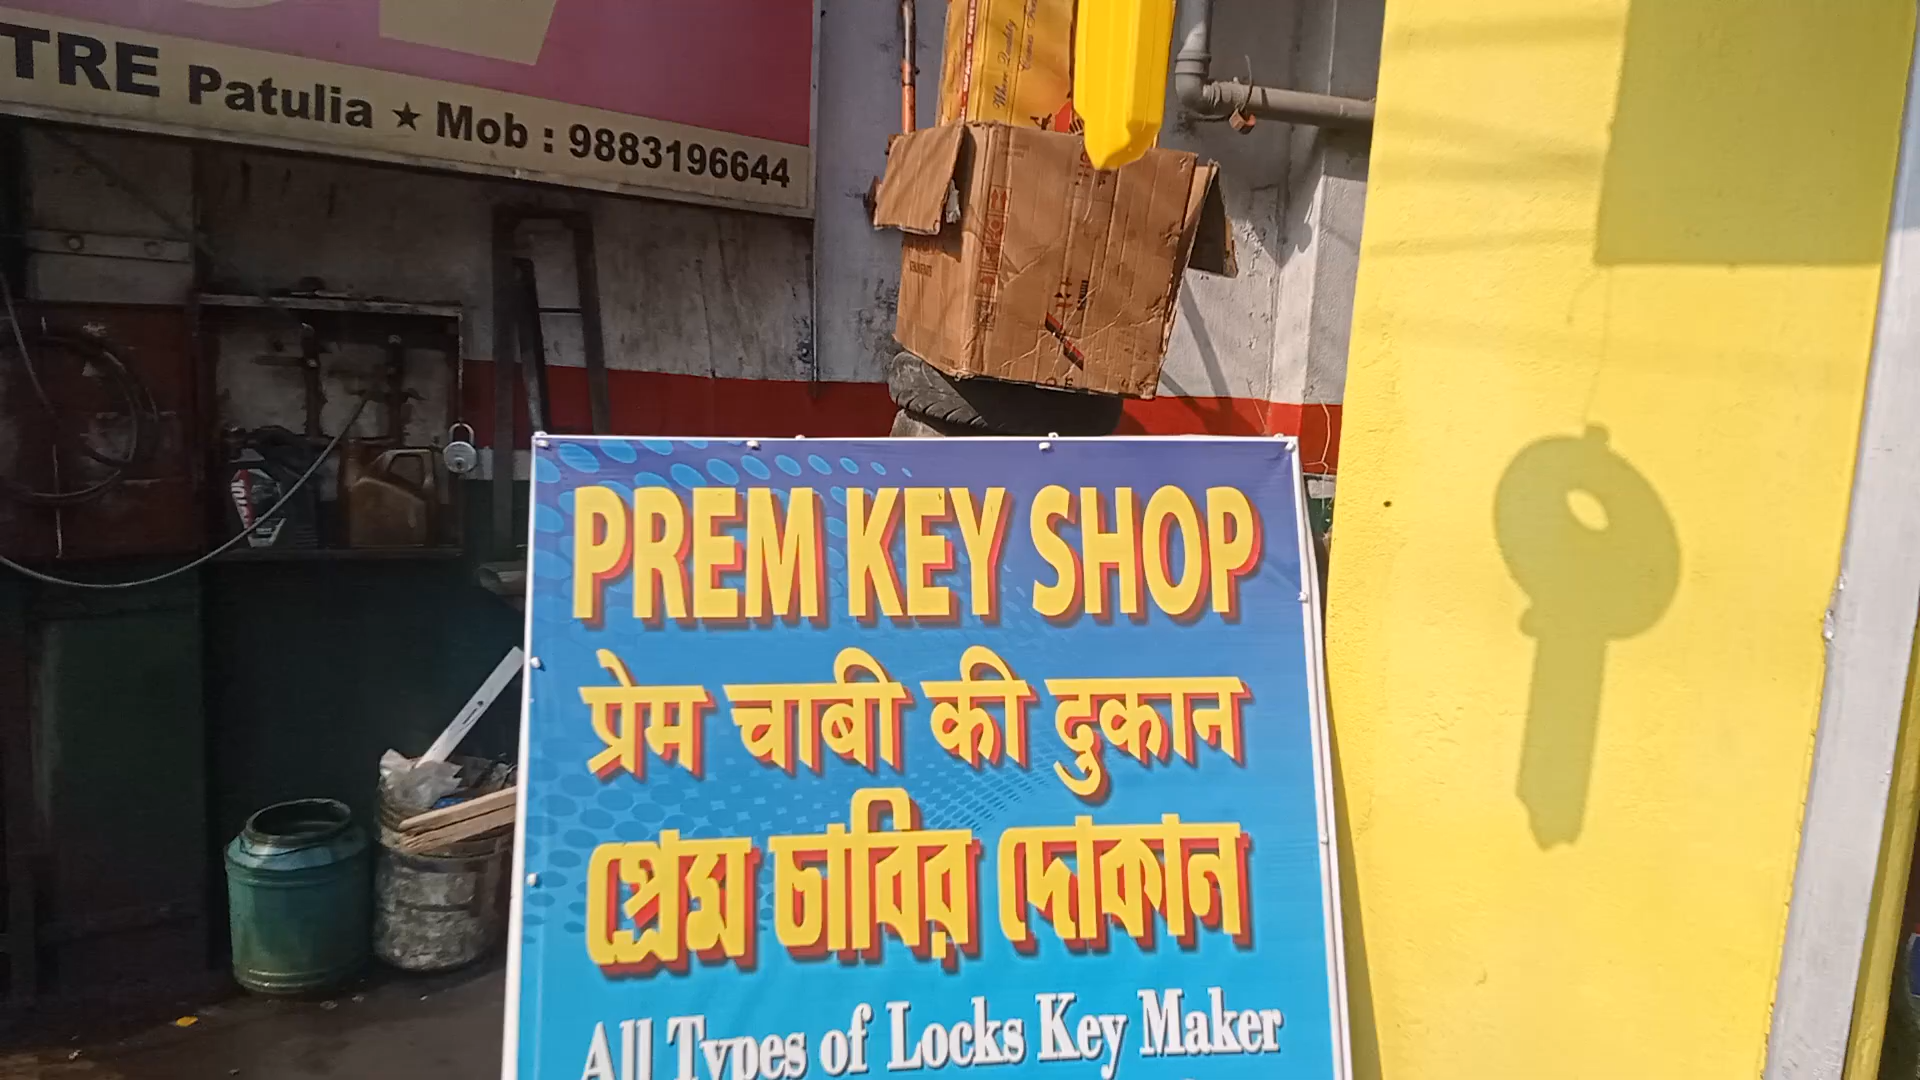 TRE Patulia ★ Mob : 9883196644
PREM KEY SHOP
प्रेम चाबी की दुकान
প্রেম চাবির দোকান
All Types of Locks Key Maker